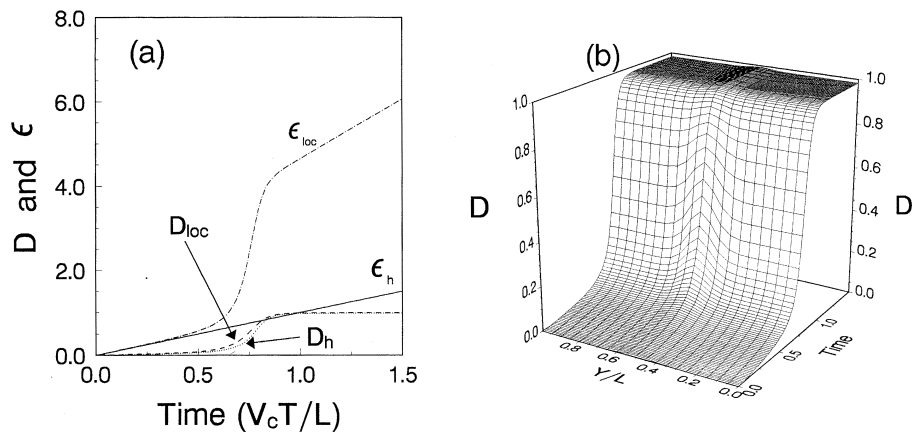 (a)
8.0
6.0
4.0
2.0
0.0
D and ϵ
ϵloc
Dloc
ϵh
Dh
0.0 0.5 1.0 1.5
Time (VcT/L)
(b)
1.0
0.8
0.6
0.4
0.2
0.0
D
1.0
0.8
0.6
0.4
0.2
0.0
D
0.8 0.6 0.4 0.2 0.0
Y/L
0.0 0.5 1.0
Time